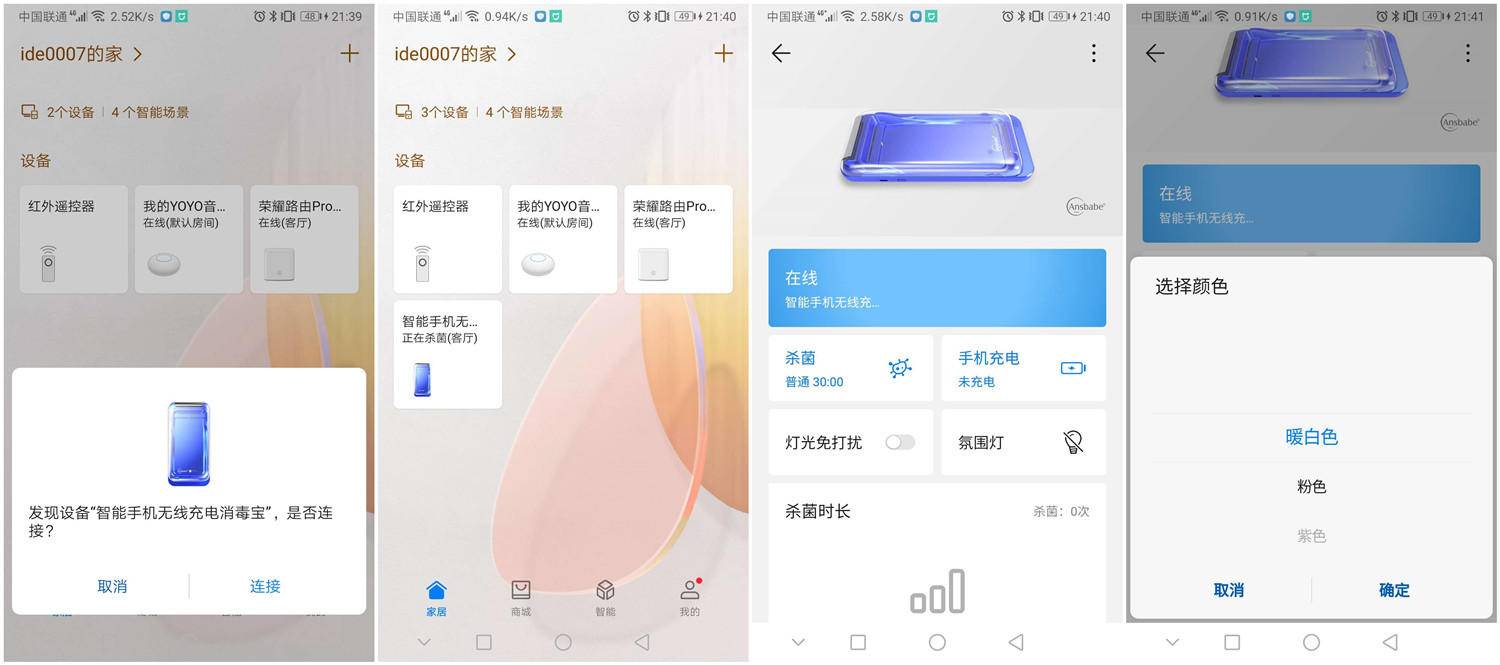 中国联通 4G 2.52K/s 48 21:39
ide0007的家
2个设备 4 个智能场景
设备
红外遥控器
我的YOYO音...
在线(默认房间)
荣耀路由Pro...
在线(客厅)
发现设备“智能手机无线充电消毒宝”，是否连
接？
取消 连接
中国联通 4G 0.94K/s 49 21:40
ide0007的家
3个设备 4 个智能场景
设备
红外遥控器
我的YOYO音...
在线(默认房间)
荣耀路由Pro...
在线(客厅)
智能手机无...
正在杀菌(客厅)
家居 商城 智能 我的
中国联通 4G+ 2.58K/s 49 21:40
Ansbabe
在线
智能手机无线充...
杀菌
普通 30:00
手机充电
未充电
灯光免打扰
氛围灯
杀菌时长 杀菌：0次
中国联通 4G+ 0.91K/s 49 21:41
Ansbabe
在线
智能手机无线充...
选择颜色
暖白色
粉色
紫色
取消 确定